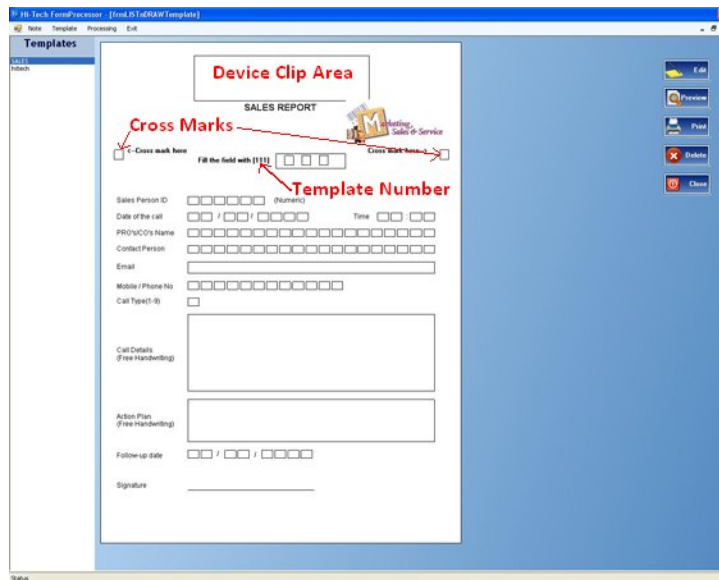 Hi-Tech FormProcessor - [frmLISTnDRAWTemplate]
Note Template Processing Exit
Templates
SALES
hitech
Device Clip Area
SALES REPORT
Marketing,
Sales & Service
Cross Marks
<--Cross mark here
Cross mark here-->
Fill the field with [111]
Template Number
Sales Person ID (Numeric)
Date of the call / / Time :
PRO's/CO's Name
Contact Person
Email
Mobile / Phone No
Call Type(1-9)
Call Details
(Free Handwriting)
Action Plan
(Free Handwriting)
Follow-up date / /
Signature
Edit
Preview
Print
Delete
Close
Status